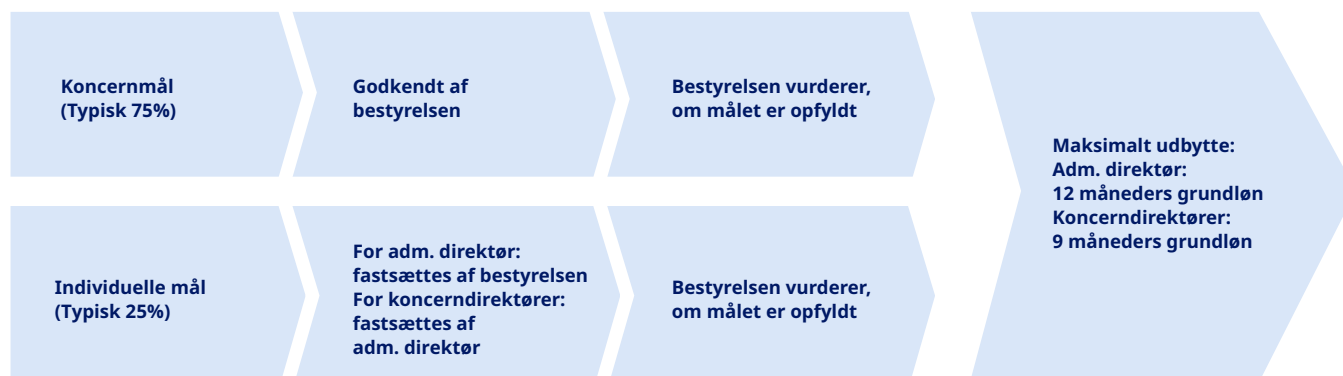 Koncernmål
(Typisk 75%)
Godkendt af
bestyrelsen
Bestyrelsen vurderer,
om målet er opfyldt
Individuelle mål
(Typisk 25%)
For adm. direktør:
fastsættes af bestyrelsen
For koncerndirektører:
fastsættes af
adm. direktør
Bestyrelsen vurderer,
om målet er opfyldt
Maksimalt udbytte:
Adm. direktør:
12 måneders grundløn
Koncerndirektører:
9 måneders grundløn